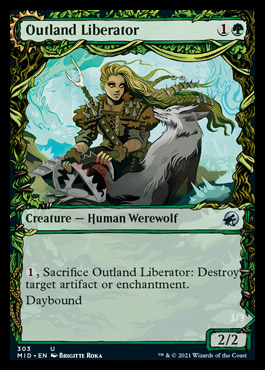 Outland Liberator 1
Creature — Human Werewolf
1, Sacrifice Outland Liberator: Destroy
target artifact or enchantment.
Daybound
3/3
2/2
303 U
MID • EN BRIGITTE ROKA
™ & © 2021 Wizards of the Coast